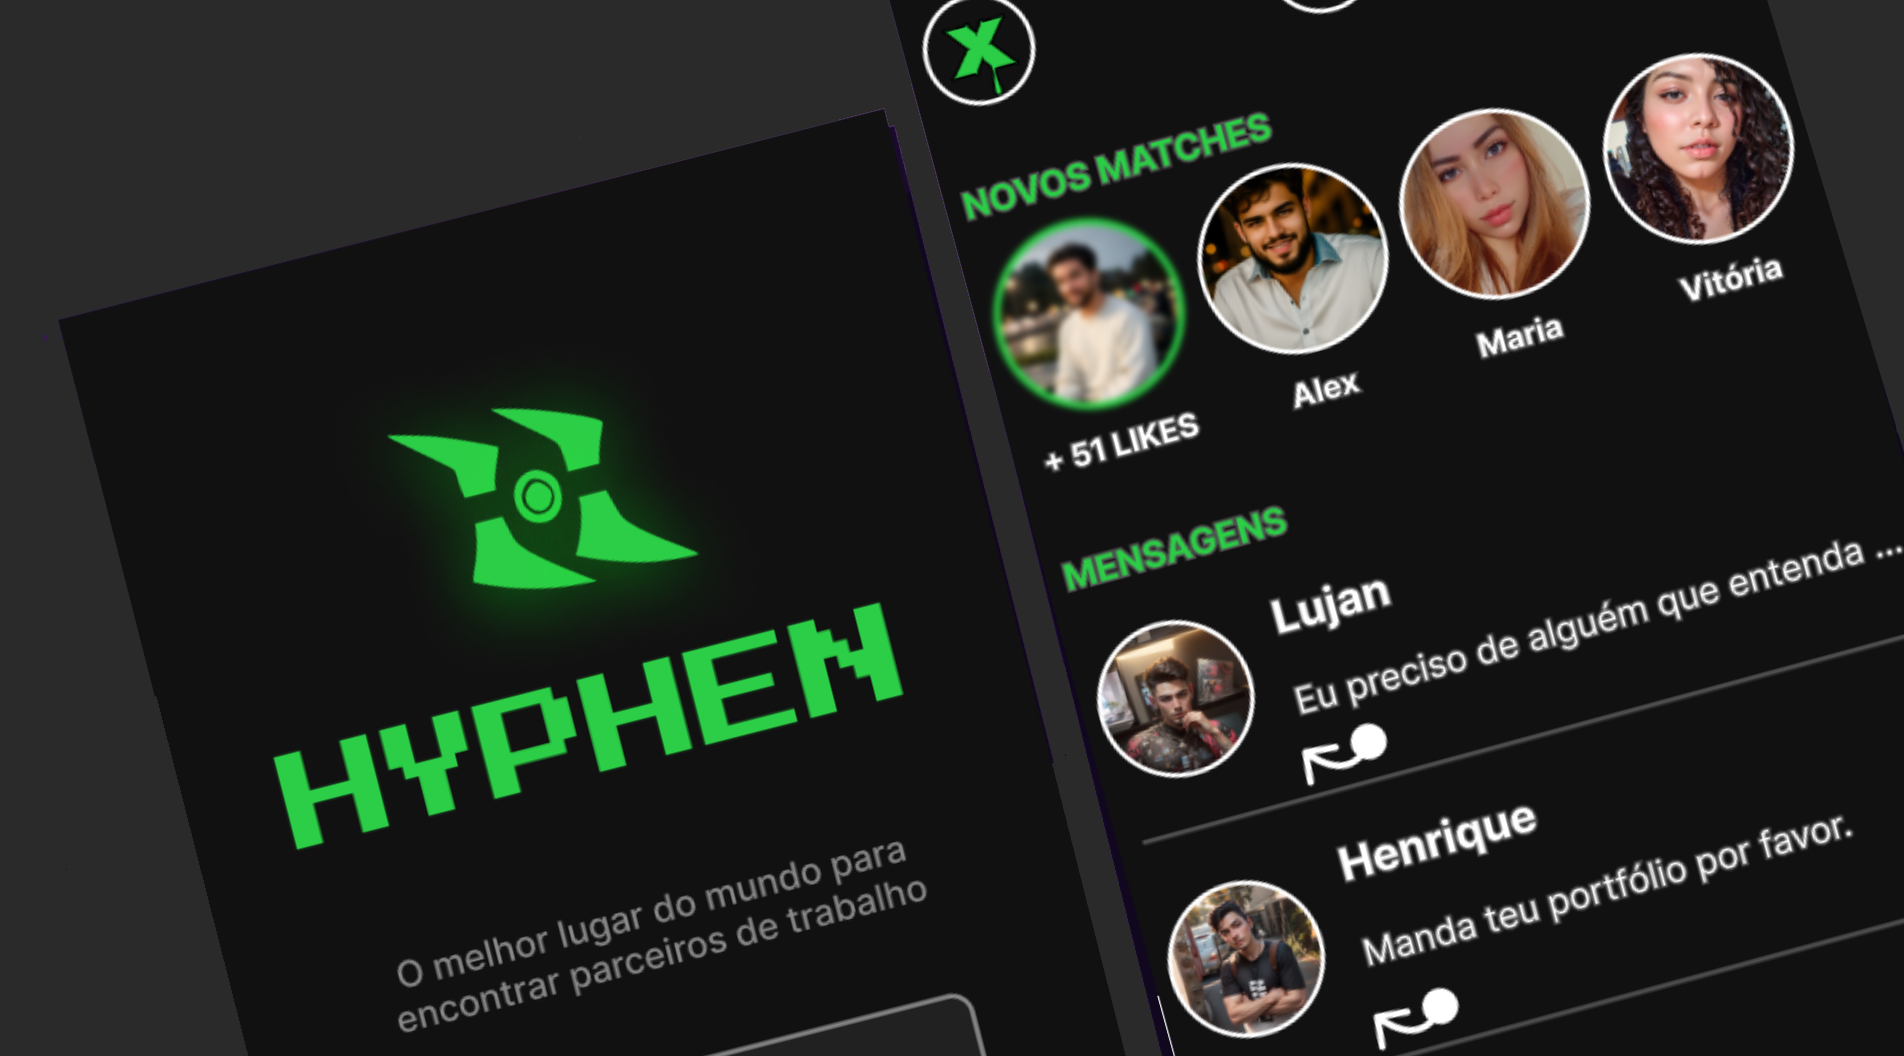 HYPHEN
O melhor lugar do mundo para
encontrar parceiros de trabalho
NOVOS MATCHES
+ 51 LIKES
Alex
Maria
Vitória
MENSAGENS
Lujan
Eu preciso de alguém que entenda ...
Henrique
Manda teu portfólio por favor.